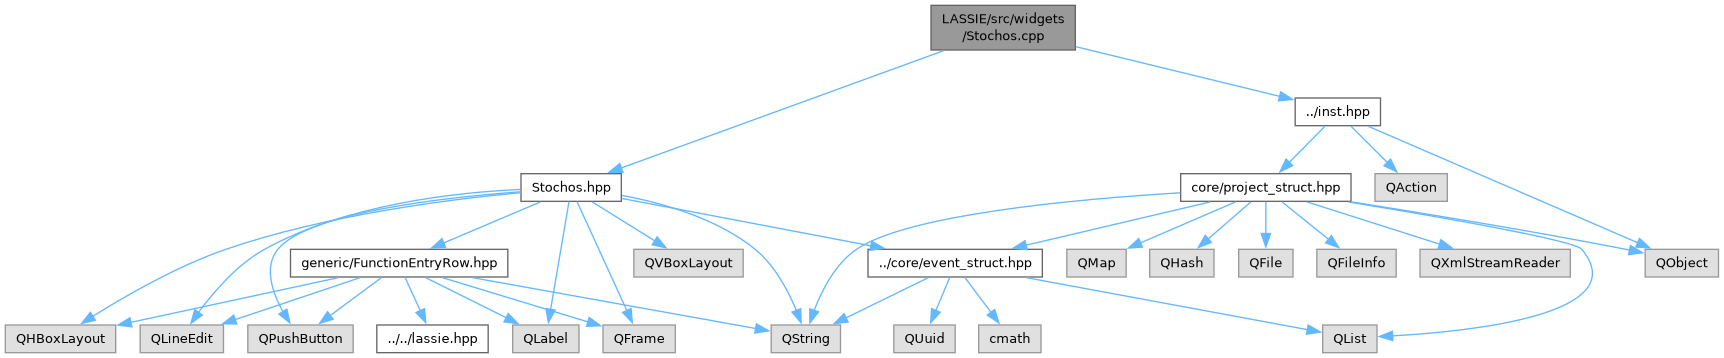 LASSIE/src/widgets
/Stochos.cpp
../inst.hpp
Stochos.hpp
core/project_struct.hpp
QAction
generic/FunctionEntryRow.hpp
QVBoxLayout
../core/event_struct.hpp
QMap
QHash
QFile
QFileInfo
QXmlStreamReader
QObject
QHBoxLayout
QLineEdit
QPushButton
../../lassie.hpp
QLabel
QFrame
QString
QUuid
cmath
QList